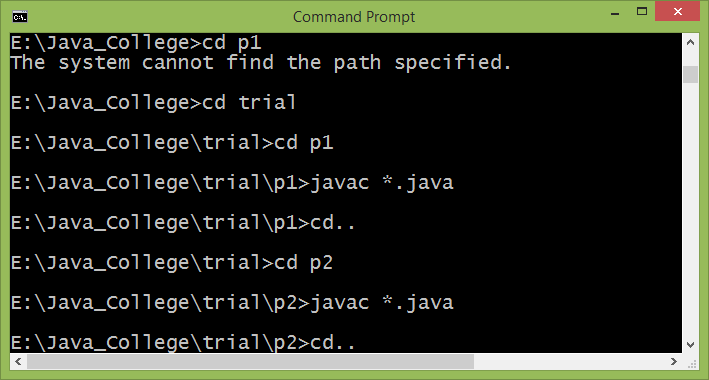 Command Prompt
E:\Java_College>cd p1
The system cannot find the path specified.
E:\Java_College>cd trial
E:\Java_College\trial>cd p1
E:\Java_College\trial\p1>javac *.java
E:\Java_College\trial\p1>cd..
E:\Java_College\trial>cd p2
E:\Java_College\trial\p2>javac *.java
E:\Java_College\trial\p2>cd..